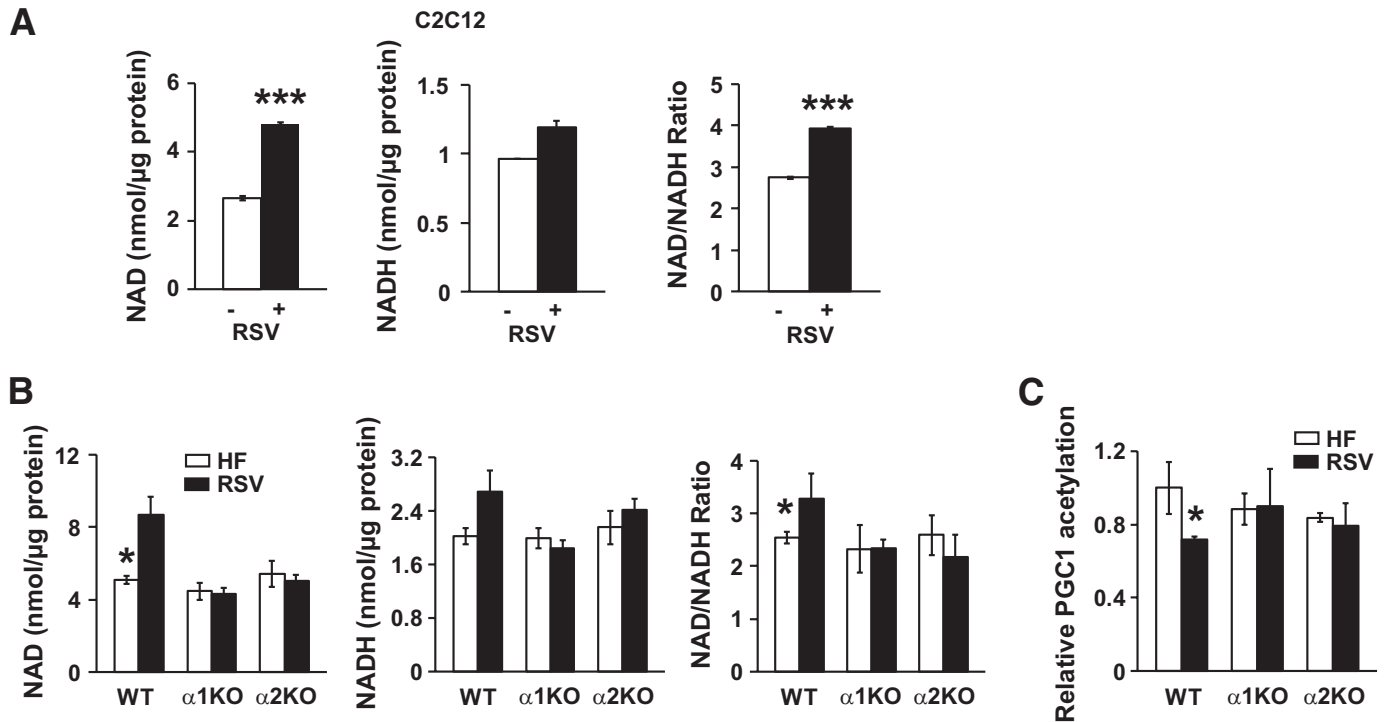 A
C2C12
NAD (nmol/µg protein)
6
4
2
0
***
- +
RSV
NADH (nmol/µg protein)
1.5
1
0.5
0
- +
RSV
NAD/NADH Ratio
5
4
3
2
1
0
***
- +
RSV
B
NAD (nmol/µg protein)
12
8
4
0
HF
RSV
*
WT α1KO α2KO
NADH (nmol/µg protein)
3.2
2.4
1.6
0.8
0
WT α1KO α2KO
NAD/NADH Ratio
4
3
2
1
0
*
WT α1KO α2KO
C
Relative PGC1 acetylation
1.2
0.8
0.4
0
HF
RSV
*
WT α1KO α2KO